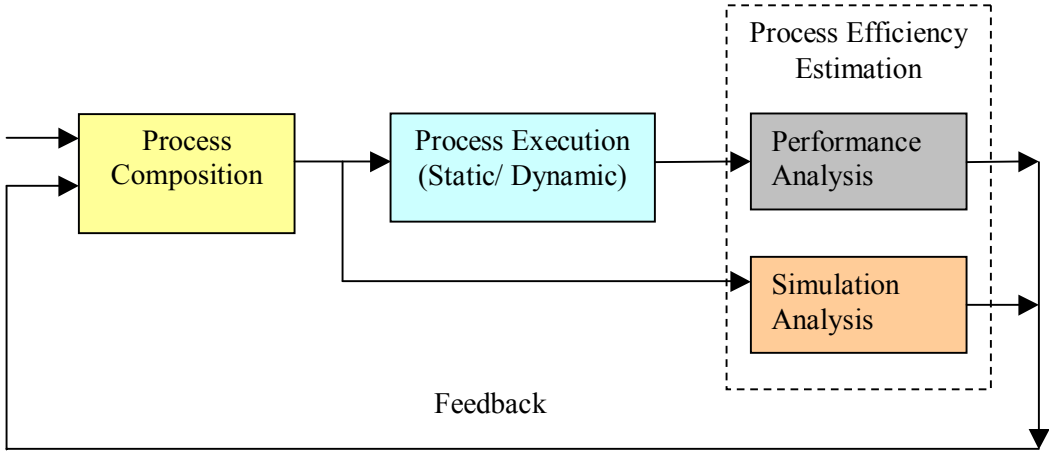 Process Efficiency
Estimation
Process
Composition
Process Execution
(Static/ Dynamic)
Performance
Analysis
Simulation
Analysis
Feedback